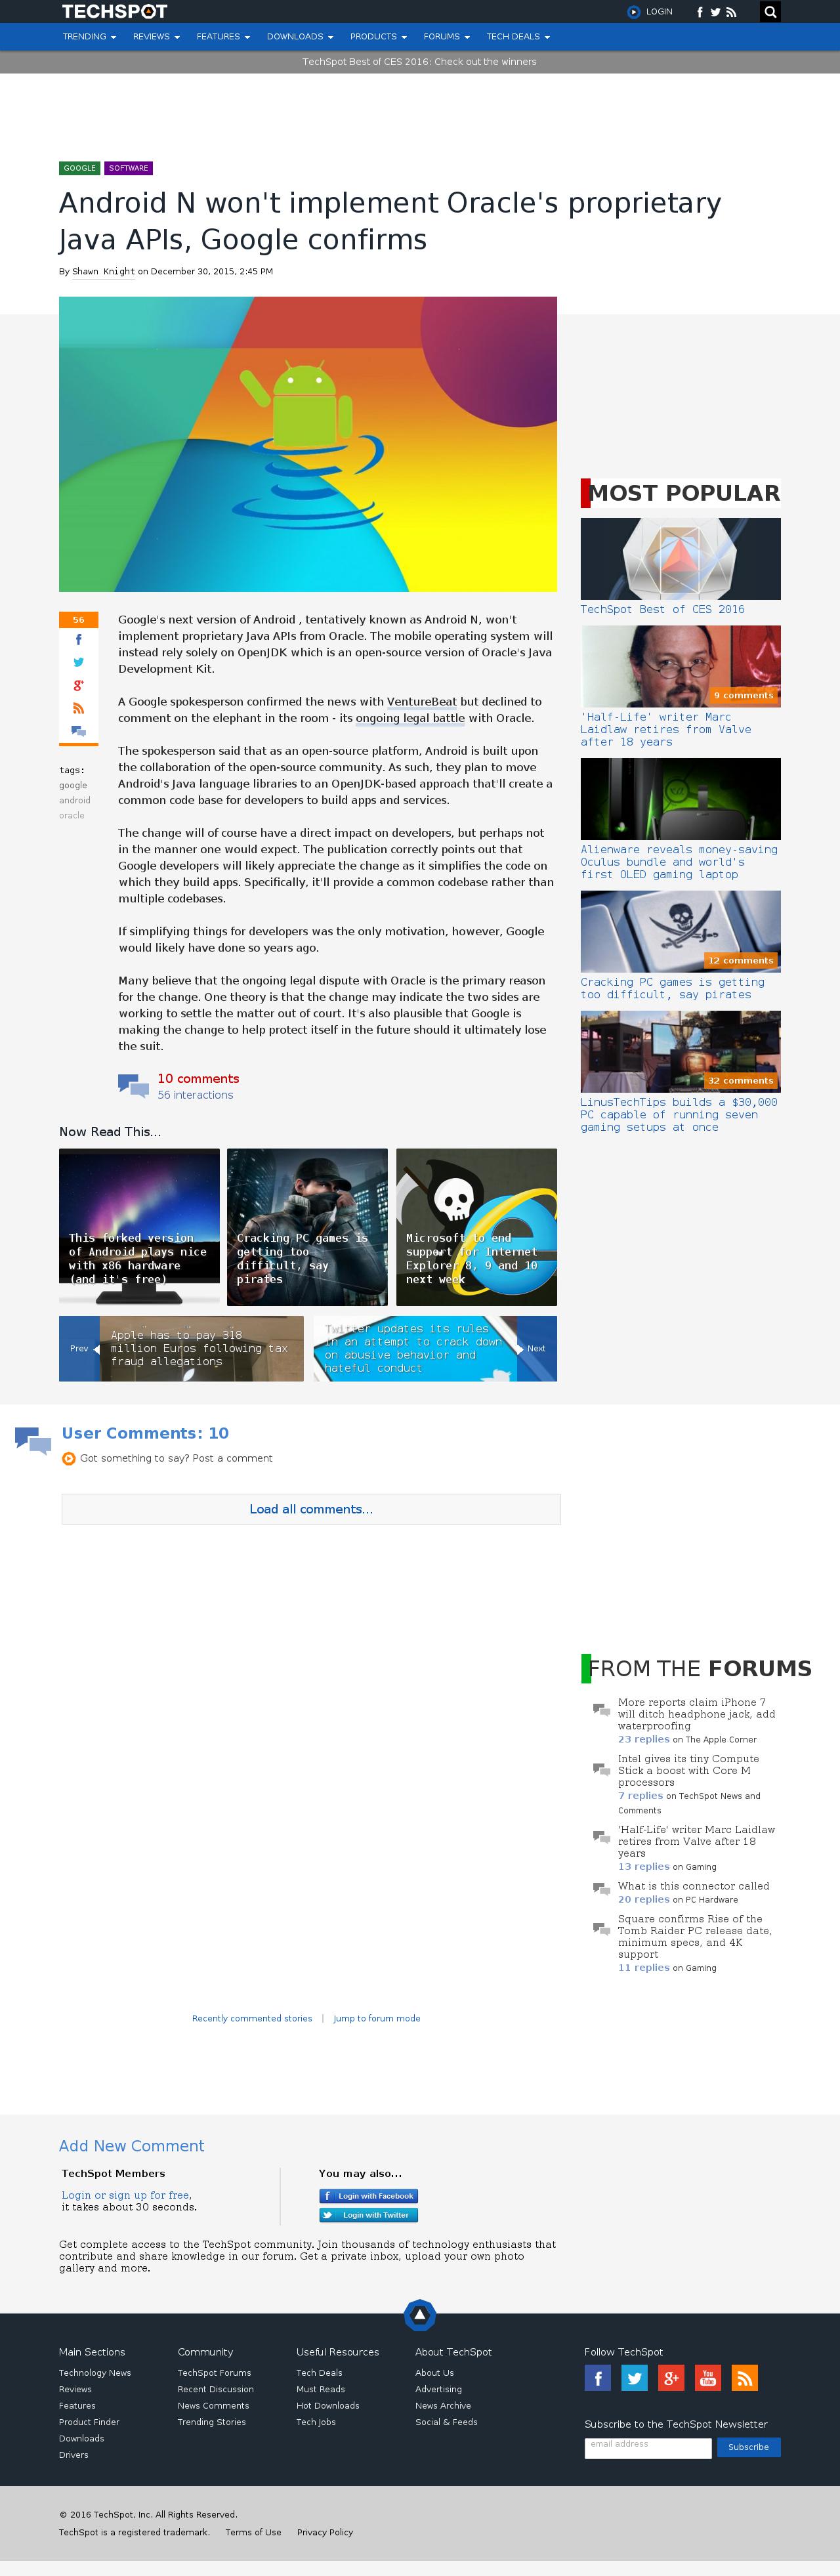 TECHSPOT
LOGIN
TRENDING REVIEWS FEATURES DOWNLOADS PRODUCTS FORUMS TECH DEALS
TechSpot Best of CES 2016: Check out the winners
GOOGLE SOFTWARE
Android N won't implement Oracle's proprietary
Java APIs, Google confirms
By Shawn Knight on December 30, 2015, 2:45 PM
56
tags:
google
android
oracle
Google's next version of Android , tentatively known as Android N, won't
implement proprietary Java APIs from Oracle. The mobile operating system will
instead rely solely on OpenJDK which is an open-source version of Oracle's Java
Development Kit.
A Google spokesperson confirmed the news with VentureBeat but declined to
comment on the elephant in the room - its ongoing legal battle with Oracle.
The spokesperson said that as an open-source platform, Android is built upon
the collaboration of the open-source community. As such, they plan to move
Android's Java language libraries to an OpenJDK-based approach that'll create a
common code base for developers to build apps and services.
The change will of course have a direct impact on developers, but perhaps not
in the manner one would expect. The publication correctly points out that
Google developers will likely appreciate the change as it simplifies the code on
which they build apps. Specifically, it'll provide a common codebase rather than
multiple codebases.
If simplifying things for developers was the only motivation, however, Google
would likely have done so years ago.
Many believe that the ongoing legal dispute with Oracle is the primary reason
for the change. One theory is that the change may indicate the two sides are
working to settle the matter out of court. It's also plausible that Google is
making the change to help protect itself in the future should it ultimately lose
the suit.
10 comments
56 interactions
Now Read This...
This forked version
of Android plays nice
with x86 hardware
(and it's free)
Cracking PC games is
getting too
difficult, say
pirates
Microsoft to end
support for Internet
Explorer 8, 9 and 10
next week
Prev
Apple has to pay 318
million Euros following tax
fraud allegations
Twitter updates its rules
in an attempt to crack down
on abusive behavior and
hateful conduct
Next
MOST POPULAR
TechSpot Best of CES 2016
9 comments
'Half-Life' writer Marc
Laidlaw retires from Valve
after 18 years
Alienware reveals money-saving
Oculus bundle and world's
first OLED gaming laptop
12 comments
Cracking PC games is getting
too difficult, say pirates
32 comments
LinusTechTips builds a $30,000
PC capable of running seven
gaming setups at once
User Comments: 10
Got something to say? Post a comment
Load all comments...
FROM THE FORUMS
More reports claim iPhone 7
will ditch headphone jack, add
waterproofing
23 replies on The Apple Corner
Intel gives its tiny Compute
Stick a boost with Core M
processors
7 replies on TechSpot News and
Comments
'Half-Life' writer Marc Laidlaw
retires from Valve after 18
years
13 replies on Gaming
What is this connector called
20 replies on PC Hardware
Square confirms Rise of the
Tomb Raider PC release date,
minimum specs, and 4K
support
11 replies on Gaming
Recently commented stories | Jump to forum mode
Add New Comment
TechSpot Members
Login or sign up for free,
it takes about 30 seconds.
You may also...
Login with Facebook
Login with Twitter
Get complete access to the TechSpot community. Join thousands of technology enthusiasts that
contribute and share knowledge in our forum. Get a private inbox, upload your own photo
gallery and more.
Main Sections
Technology News
Reviews
Features
Product Finder
Downloads
Drivers
Community
TechSpot Forums
Recent Discussion
News Comments
Trending Stories
Useful Resources
Tech Deals
Must Reads
Hot Downloads
Tech Jobs
About TechSpot
About Us
Advertising
News Archive
Social & Feeds
Follow TechSpot
You
Tube
Subscribe to the TechSpot Newsletter
email address
Subscribe
© 2016 TechSpot, Inc. All Rights Reserved.
TechSpot is a registered trademark. Terms of Use Privacy Policy